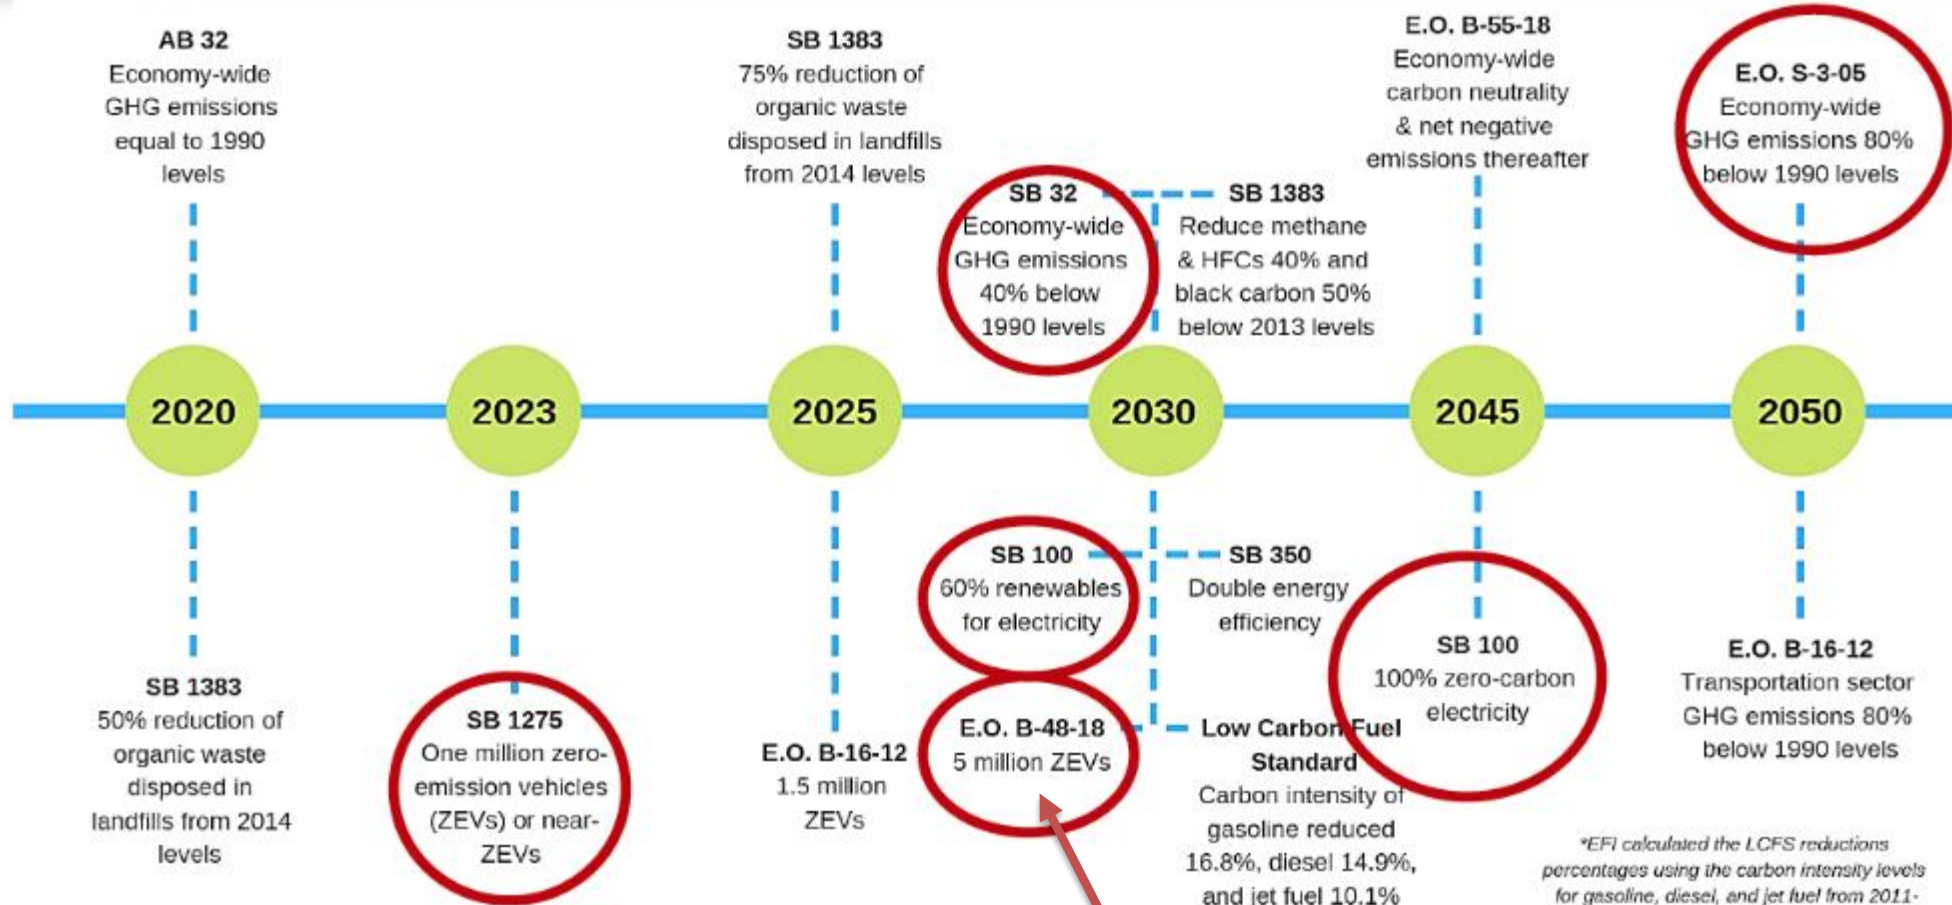 AB 32
Economy-wide
GHG emissions
equal to 1990
levels
SB 1383
75% reduction of
organic waste
disposed in landfills
from 2014 levels
SB 32
Economy-wide
GHG emissions
40% below
1990 levels
SB 1383
Reduce methane
& HFCs 40% and
black carbon 50%
below 2013 levels
E.O. B-55-18
Economy-wide
carbon neutrality
& net negative
emissions thereafter
E.O. S-3-05
Economy-wide
GHG emissions 80%
below 1990 levels
2020
2023
2025
2030
2045
2050
SB 1383
50% reduction of
organic waste
disposed in
landfills from 2014
levels
SB 1275
One million zero-
emission vehicles
(ZEVs) or near-
ZEVs
E.O. B-16-12
1.5 million
ZEVs
SB 100
60% renewables
for electricity
SB 350
Double energy
efficiency
E.O. B-48-18
5 million ZEVs
Low Carbon Fuel
Standard
Carbon intensity of
gasoline reduced
16.8%, diesel 14.9%,
and jet fuel 10.1%
SB 100
100% zero-carbon
electricity
E.O. B-16-12
Transportation sector
GHG emissions 80%
below 1990 levels
*EFI calculated the LCFS reductions
percentages using the carbon intensity levels
for gasoline, diesel, and jet fuel from 2011-